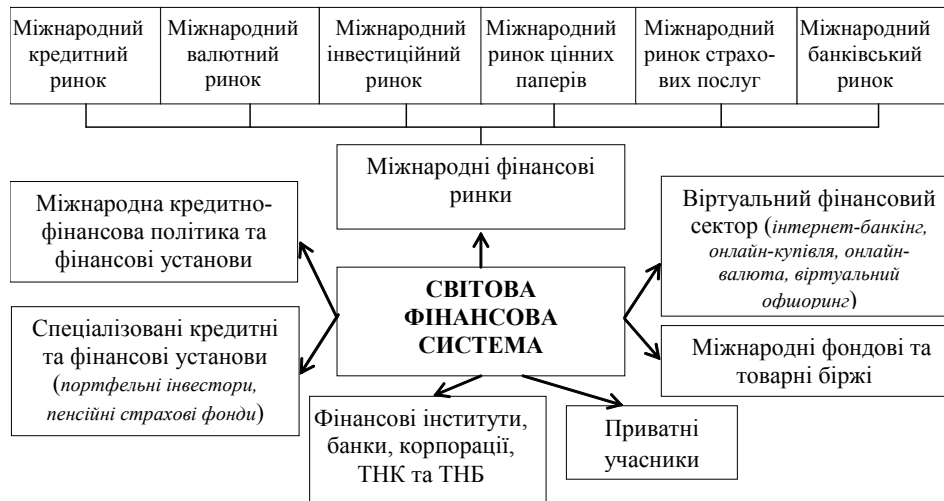 Міжнародний
кредитний
ринок
Міжнародний
валютний
ринок
Міжнародний
інвестиційний
ринок
Міжнародний
ринок цінних
паперів
Міжнародний
ринок страхо-
вих послуг
Міжнародний
банківський
ринок
Міжнародні фінансові
ринки
Міжнародна кредитно-
фінансова політика та
фінансові установи
Віртуальний фінансовий
сектор (інтернет-банкінг,
онлайн-купівля, онлайн-
валюта, віртуальний
офшоринг)
СВІТОВА
ФІНАНСОВА
СИСТЕМА
Спеціалізовані кредитні
та фінансові установи
(портфельні інвестори,
пенсійні страхові фонди)
Міжнародні фондові та
товарні біржі
Фінансові інститути,
банки, корпорації,
ТНК та ТНБ
Приватні
учасники